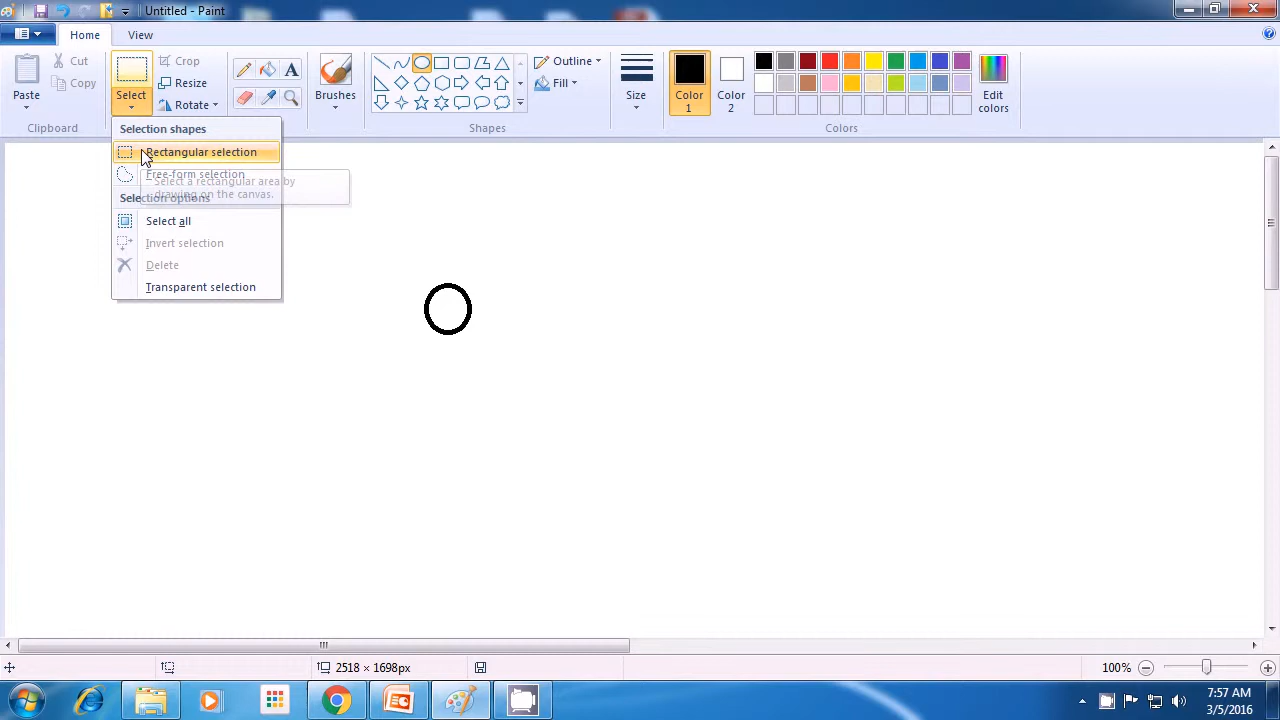 Untitled - Paint
Home View
Cut
Copy
Paste
Clipboard
Select
Crop
Resize
Rotate
A
Brushes
Outline
Fill
Shapes
Size
Color 1
Color 2
Edit colors
Colors
Selection shapes
Rectangular selection
Free-form selection
Select a rectangular area by
drawing on the canvas.
Selection options
Select all
Invert selection
Delete
Transparent selection
2518 × 1698px
100%
7:57 AM
3/5/2016